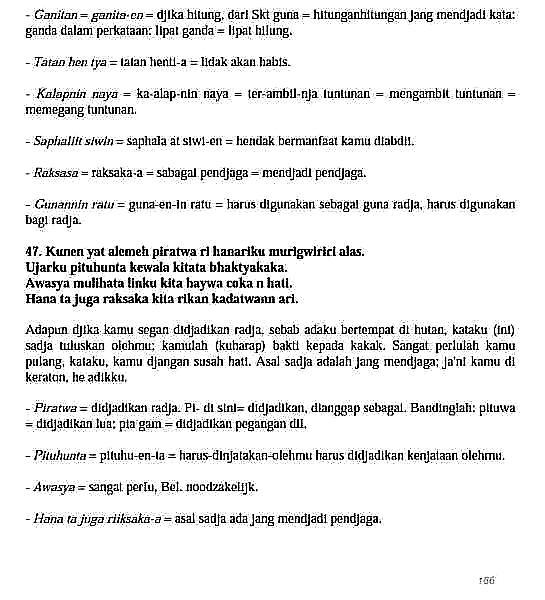 - Ganitan = ganita-en = djika hitung, dari Skt guna = hitunganhitungan jang mendjadi kata:
ganda dalam perkataan: lipat ganda = lipat hilung.
- Tatan hen tya = tatan henti-a = lidak akan habis.
- Kalapnin naya = ka-alap-nin naya = ter-ambil-nja tuntunan = mengambit tuntunan =
memegang tuntunan.
- Saphallit siwin = saphala at siwi-en = hendak bermanfaat kamu diabdii.
- Raksasa = raksaka-a = sabagai pendjaga = mendjadi pendjaga.
- Gunannin ratu = guna-en-in ratu = harus digunakan sebagai guna radja, harus digunakan
bagi radja.
47. Kunen yat alemeh piratwa ri hanariku murigwirici alas.
Ujarku pituhunta kewala kitata bhaktyakaka.
Awasya mulihata linku kita haywa coka n hati.
Hana ta juga raksaka kita rikan kadatwann ari.
Adapun djika kamu segan didjadikan radja, sebab adaku bertempat di hutan, kataku (ini)
sadja tuluskan olehmu; kamulah (kuharap) bakti kepada kakak. Sangat perlulah kamu
pulang, kataku, kamu djangan susah hati. Asal sadja adalah jang mendjaga; ja'ni kamu di
keraton, he adikku.
- Piratwa = didjadikan radja. Pi- di sini= didjadikan, dianggap sebagai. Bandinglah: pituwa
= didjadikan tua; pia gain = didjadikan pegangan dll.
- Pituhunta = pituhu-en-ta = harus-dinjatakan-olehmu harus didjadikan kenjataan olehmu.
- Awasya = sangat perlu, Bel. noodzakelijk.
- Hana ta juga riiksaka-a = asal sadja ada jang mendjadi pendjaga.
166